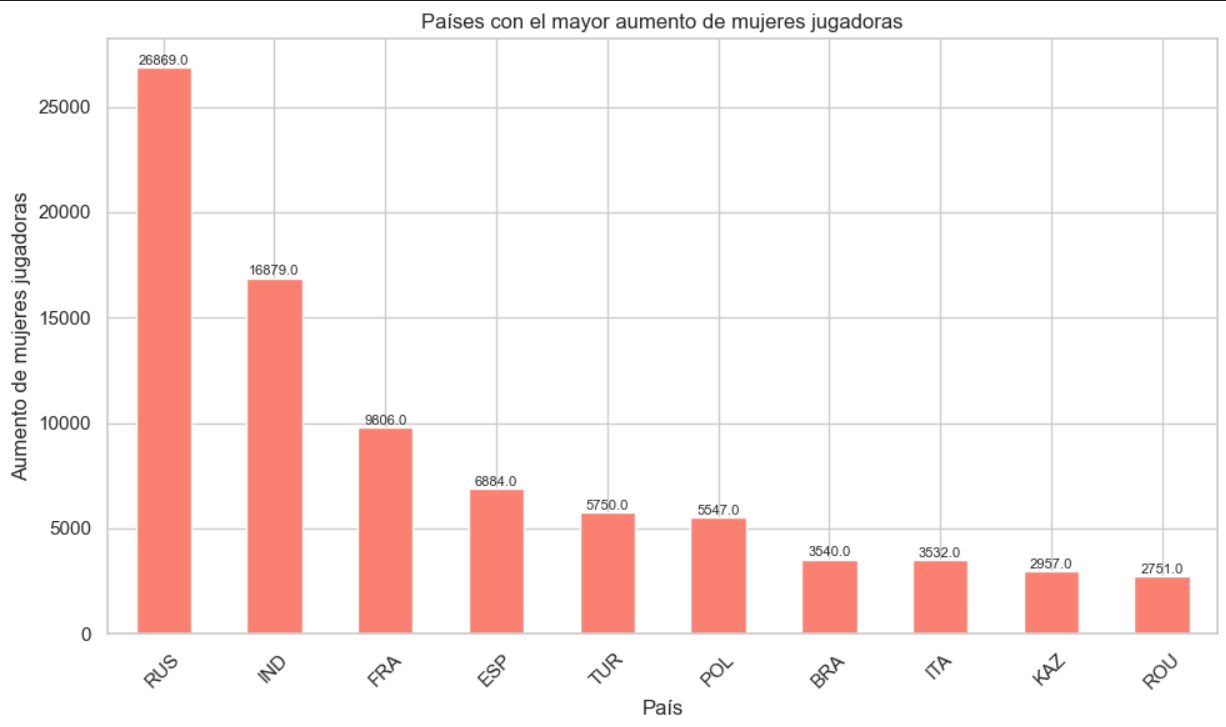 Países con el mayor aumento de mujeres jugadoras
Aumento de mujeres jugadoras
25000
20000
15000
10000
5000
0
26869.0
16879.0
9806.0
6884.0
5750.0
5547.0
3540.0
3532.0
2957.0
2751.0
RUS
IND
FRA
ESP
TUR
POL
BRA
ITA
KAZ
ROU
País